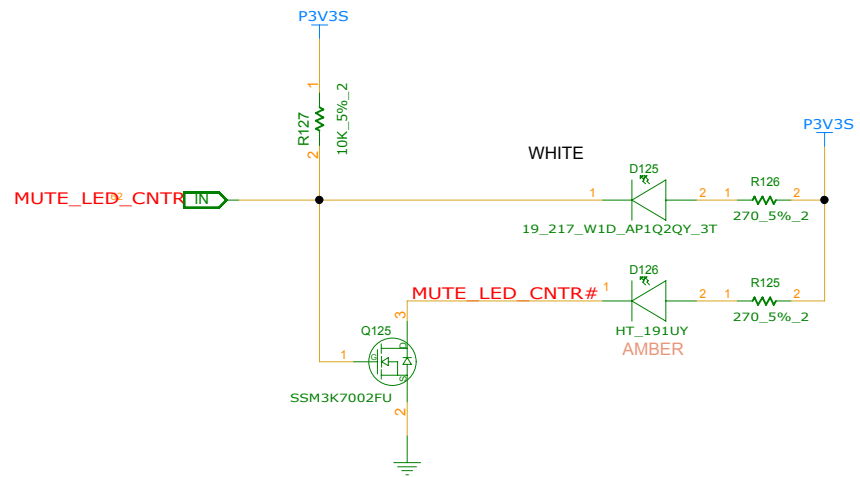 P3V3S
1
R127
10K_5%_2
2
P3V3S
WHITE
D125
R126
MUTE_LED_CNTR
IN
1
2
1
2
19_217_W1D_AP1Q2QY_3T
270_5%_2
D126
R125
MUTE_LED_CNTR#
1
2
1
2
HT_191UY
270_5%_2
AMBER
3
Q125
D
1
G
S
SSM3K7002FU
2